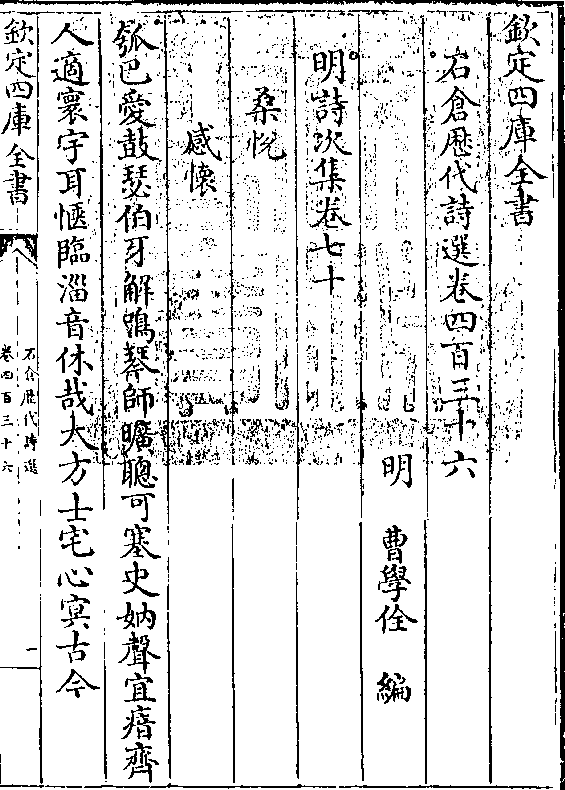 欽定四庫全書
石倉歷代詩選卷四百三十六
明 曹學佺 編
明詩次集卷七十
桑悅
感懷
瓠巴愛鼓瑟伯牙解鳴琴師曠聰可塞史妠聲宜瘖齊
人適寰宇耳愜臨淄音休哉大方士宅心冥古今
欽定四庫全書
石倉歷代詩選
卷四百三十六
一